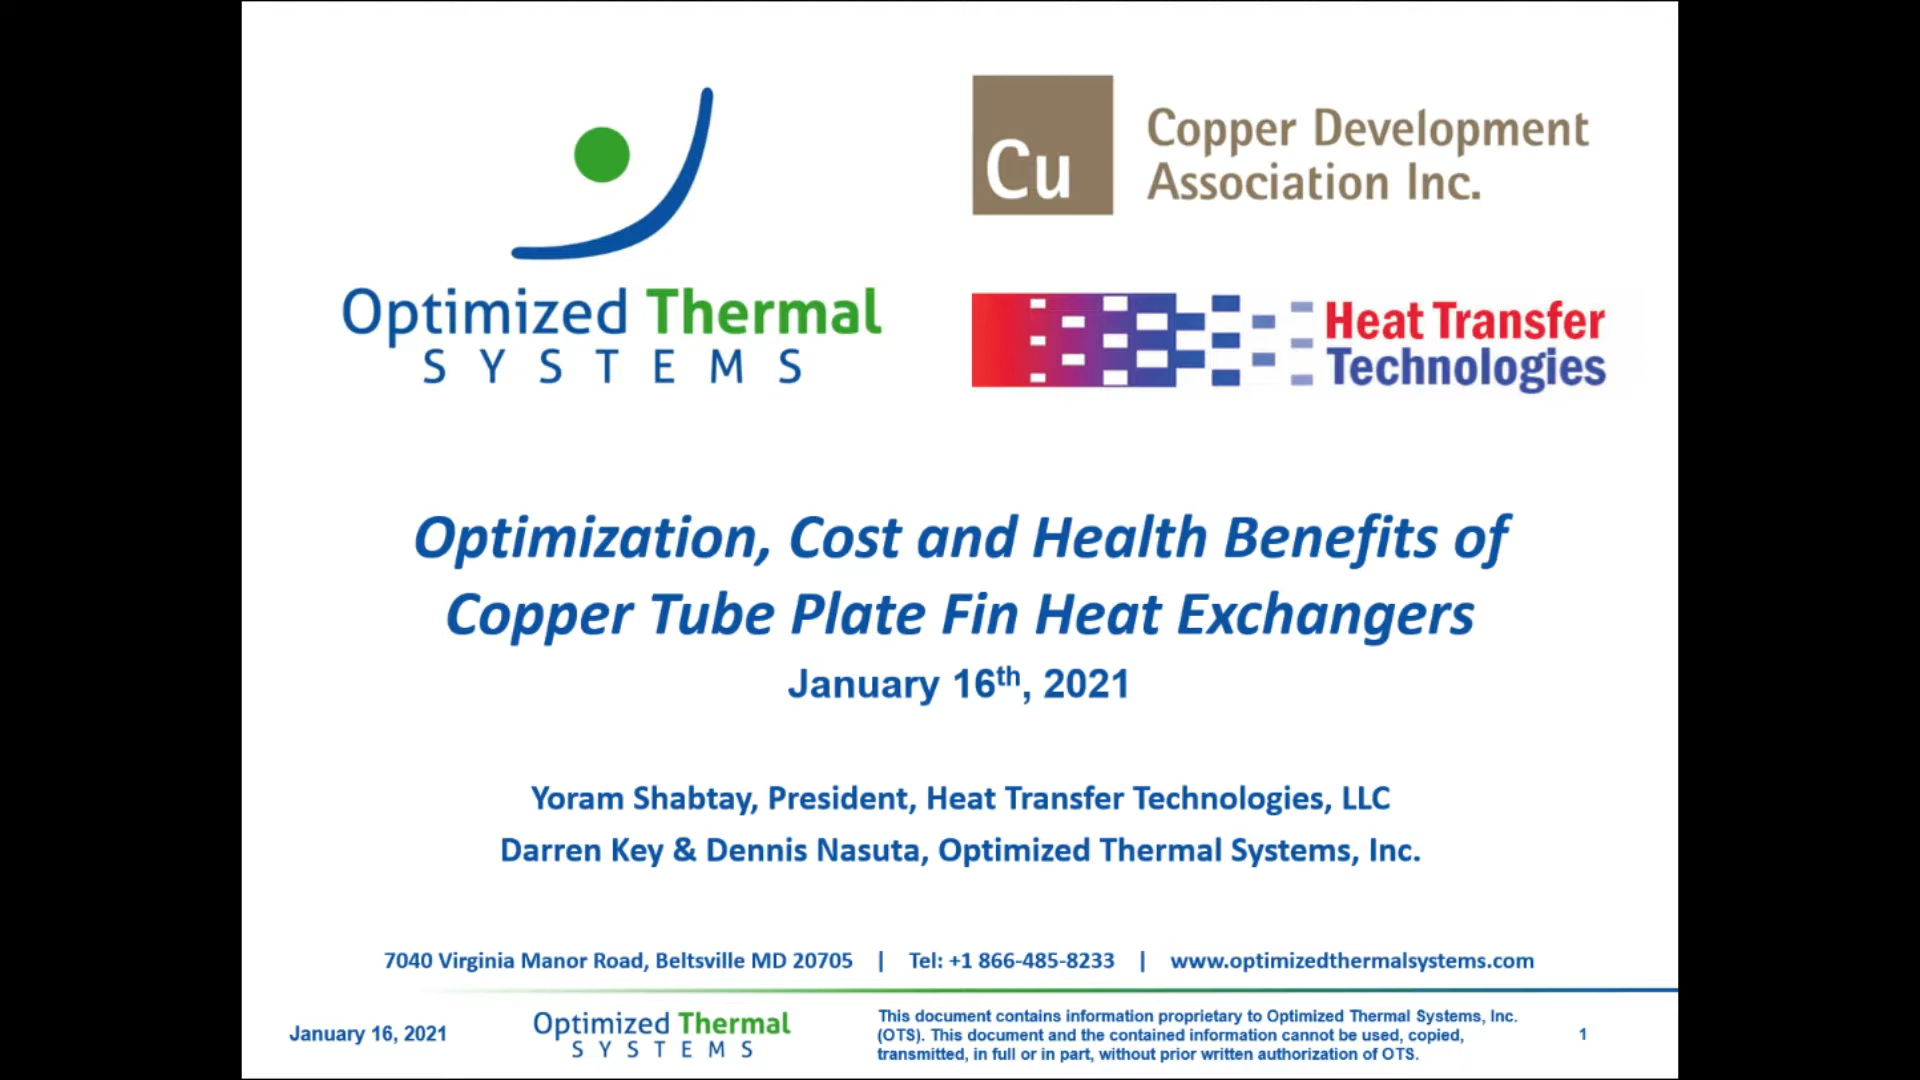 Optimized Thermal
SYSTEMS
Cu
Copper Development
Association Inc.
Heat Transfer
Technologies
Optimization, Cost and Health Benefits of
Copper Tube Plate Fin Heat Exchangers
January 16th, 2021
Yoram Shabtay, President, Heat Transfer Technologies, LLC
Darren Key & Dennis Nasuta, Optimized Thermal Systems, Inc.
7040 Virginia Manor Road, Beltsville MD 20705 | Tel: +1 866-485-8233 | www.optimizedthermalsystems.com
January 16, 2021
Optimized Thermal
SYSTEMS
This document contains information proprietary to Optimized Thermal Systems, Inc.
(OTS). This document and the contained information cannot be used, copied,
transmitted, in full or in part, without prior written authorization of OTS.
1